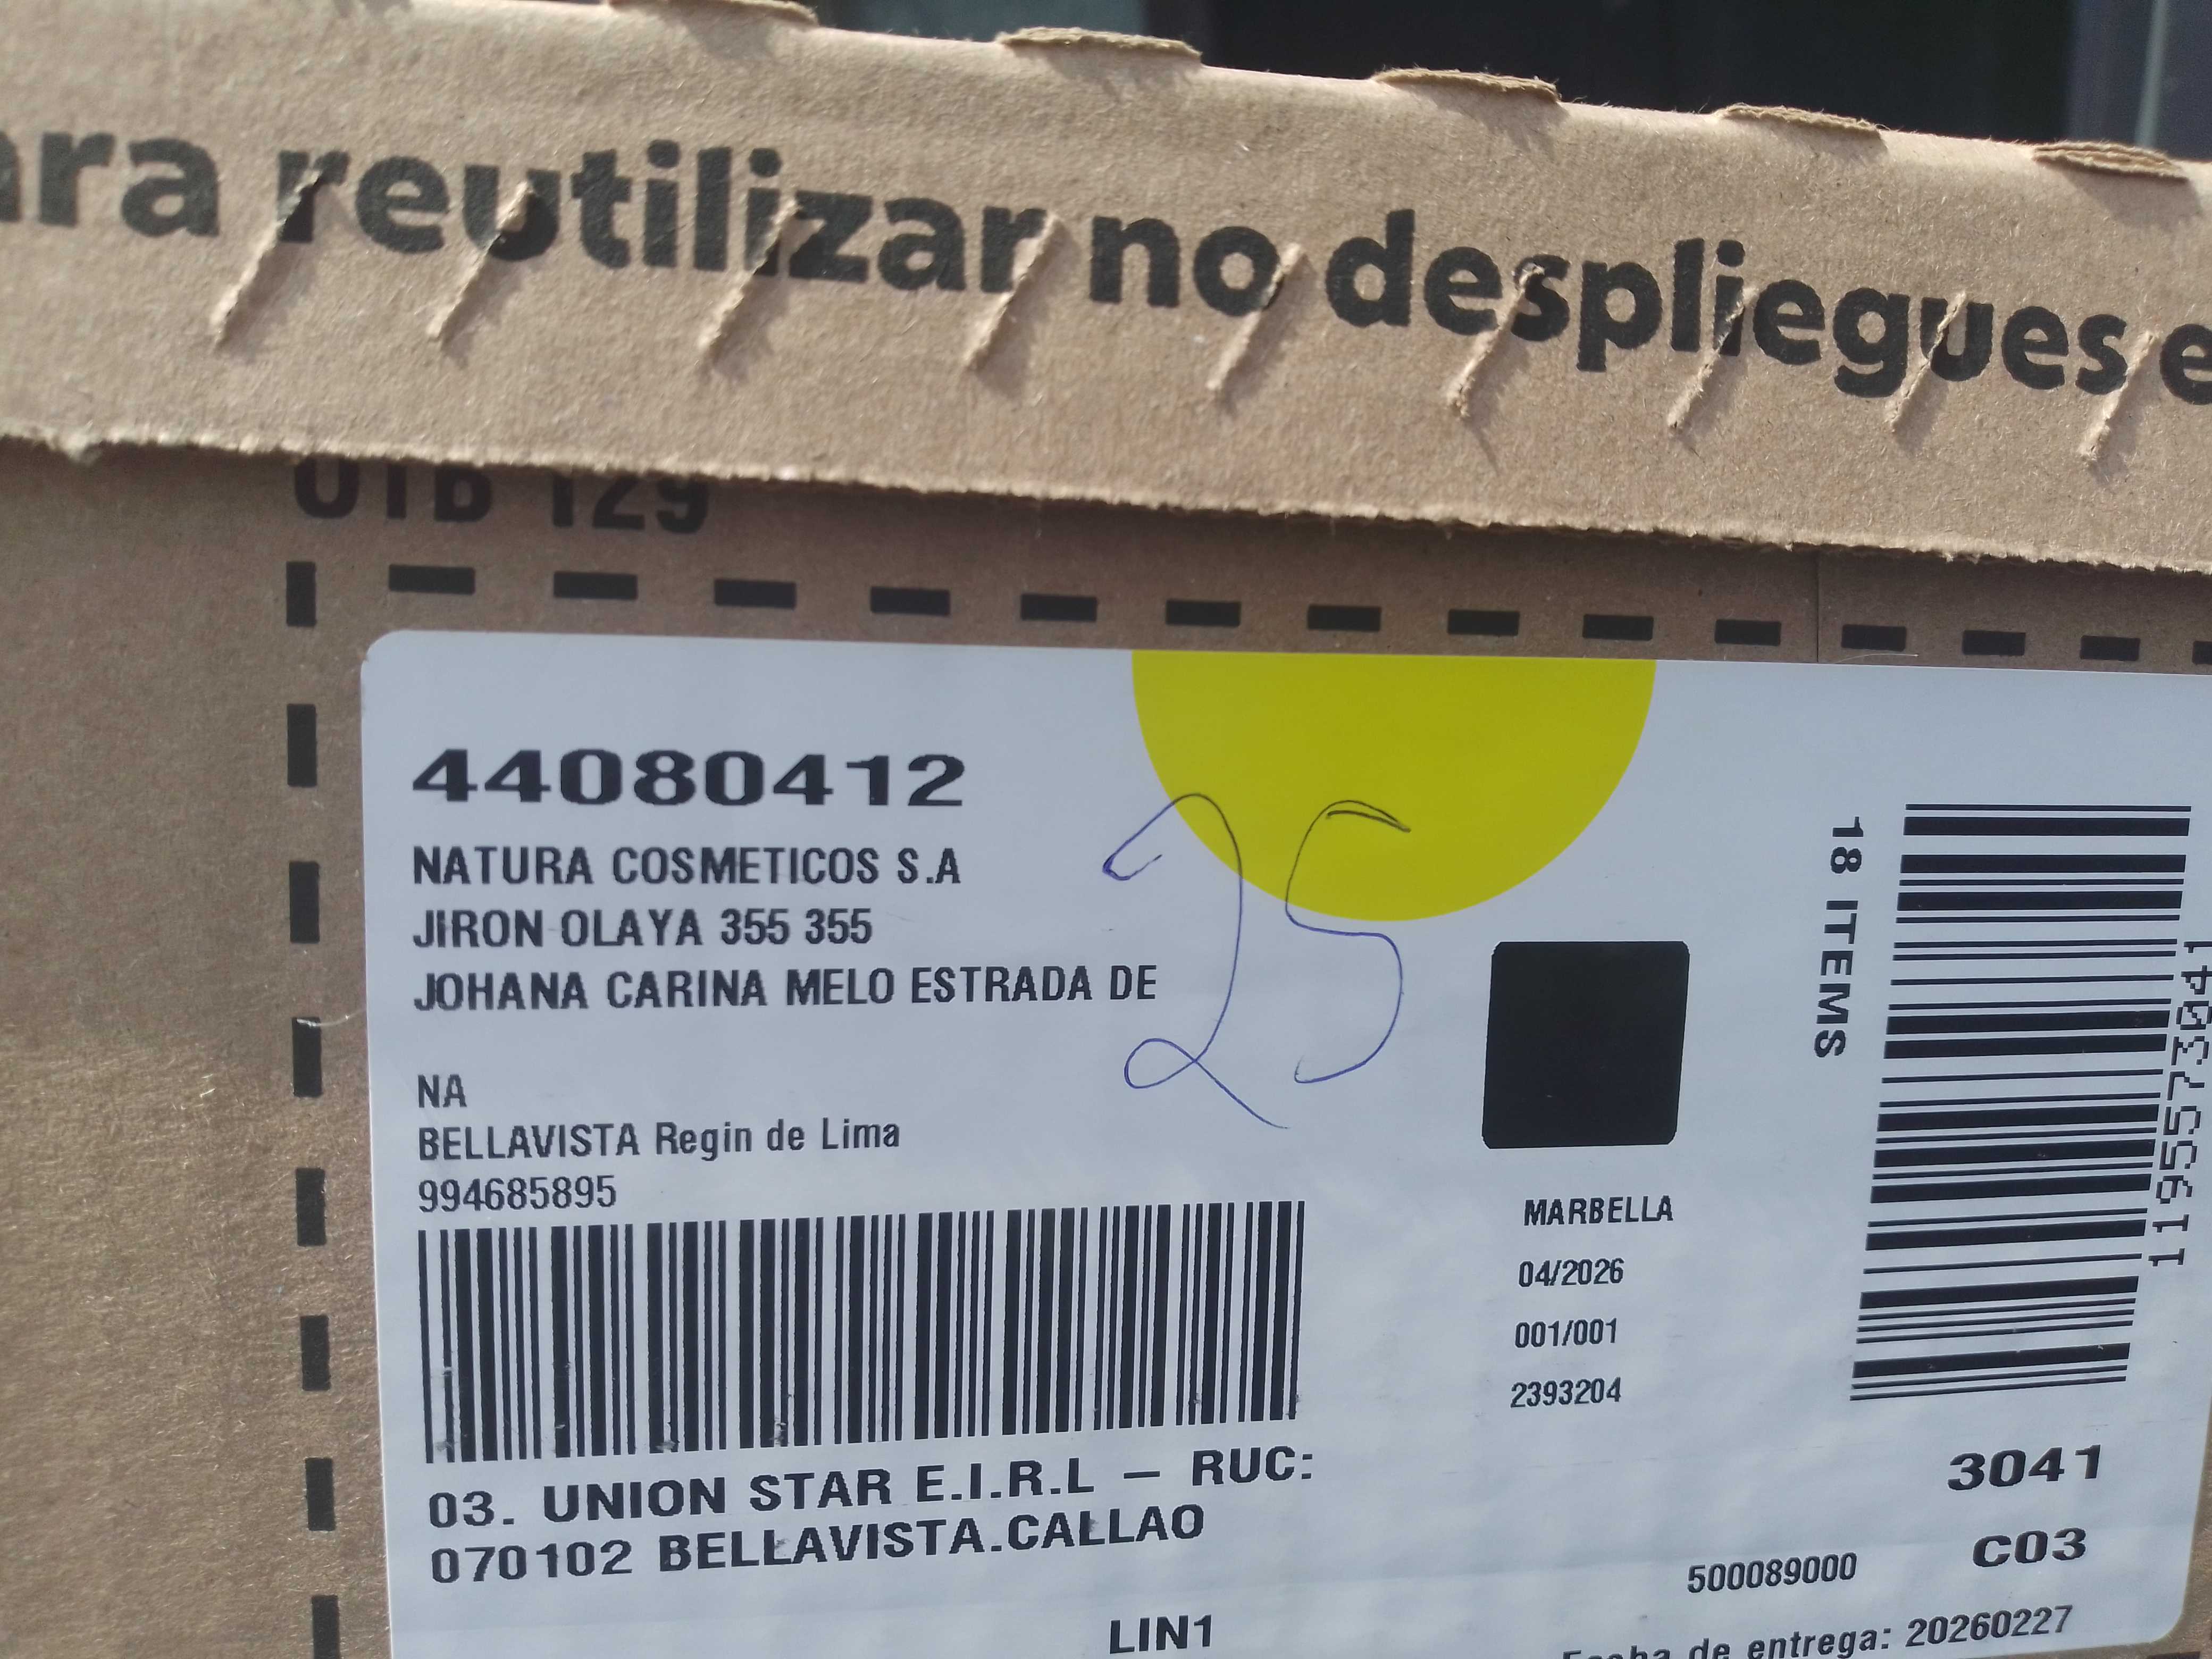 reutilizar no despliegues
44080412
NATURA COSMETICOS S.A
JIRON OLAYA 355 355
JOHANA CARINA MELO ESTRADA DE
25
NA
BELLAVISTA Regin de Lima
994685895
03. UNION STAR E.I.R.L – RUC:
070102 BELLAVISTA.CALLAO
LIN1
18 ITEMS
1195573041
MARBELLA
04/2026
001/001
2393204
3041
C03
500089000
Fecha de entrega: 20260227